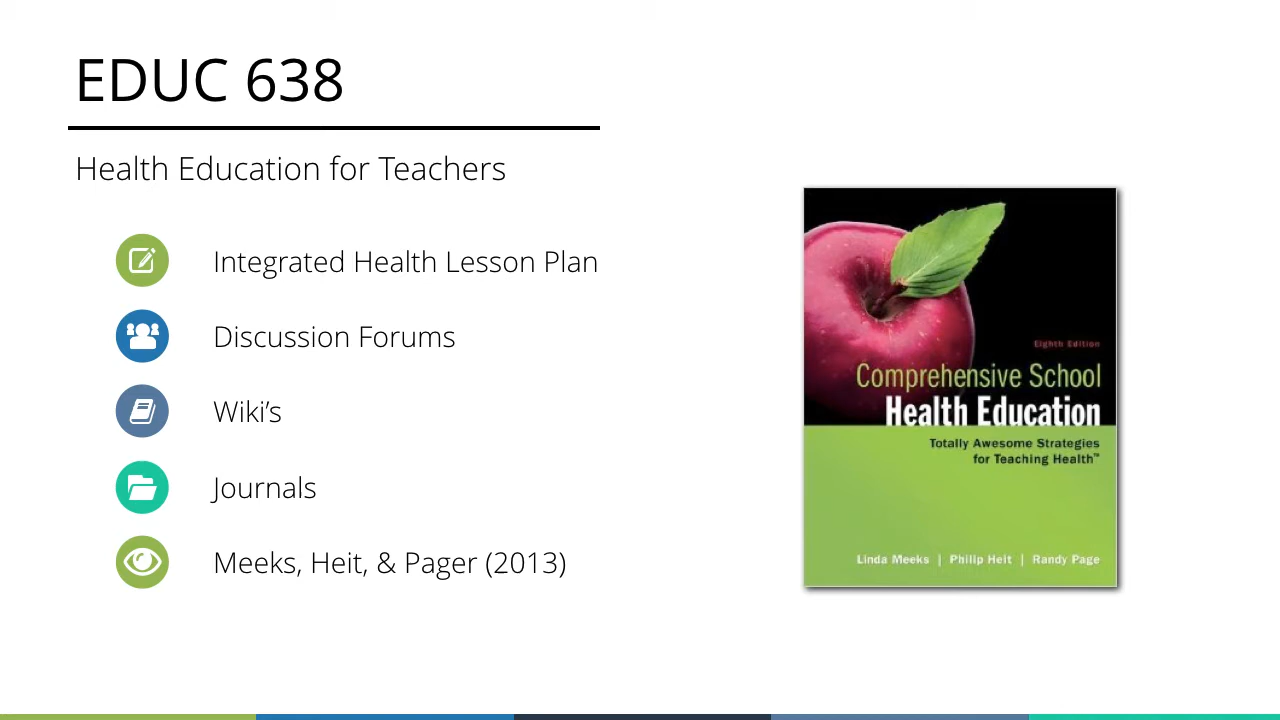 EDUC 638
Health Education for Teachers
Integrated Health Lesson Plan
Discussion Forums
Wiki’s
Journals
Meeks, Heit, & Pager (2013)
Eighth Edition
Comprehensive School
Health Education
Totally Awesome Strategies
for Teaching Health™
Linda Meeks | Philip Heit | Randy Page